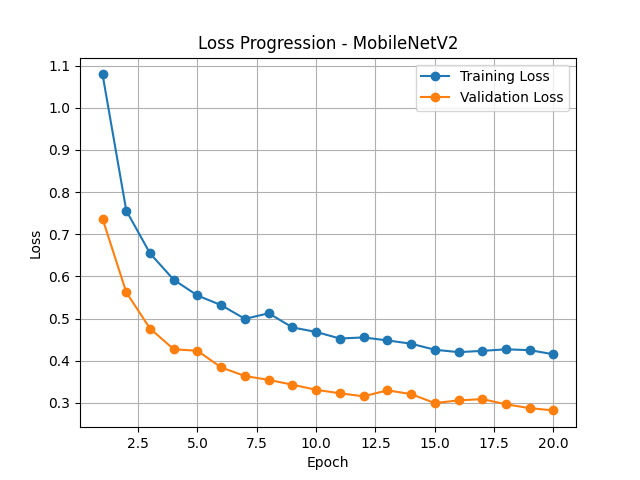 Loss Progression - MobileNetV2
Training Loss
Validation Loss
Loss
1.1
1.0
0.9
0.8
0.7
0.6
0.5
0.4
0.3
2.5 5.0 7.5 10.0 12.5 15.0 17.5 20.0
Epoch